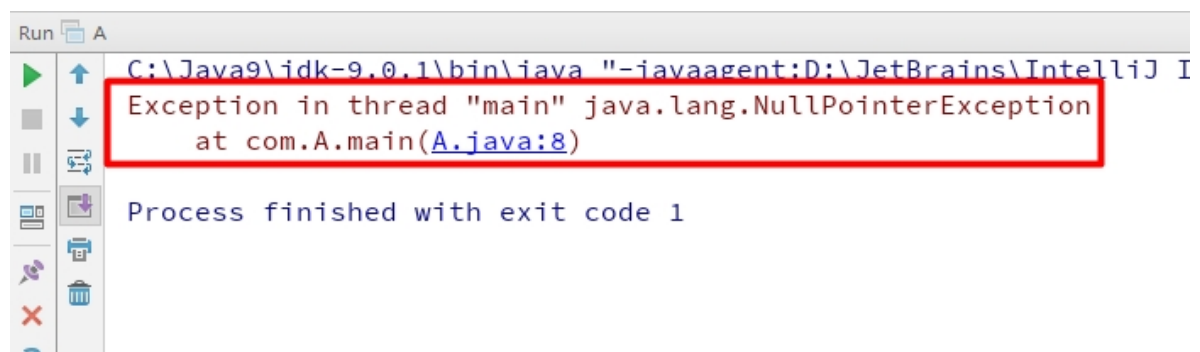 Run A
C:\Java9\jdk-9.0.1\bin\java "-javaagent:D:\JetBrains\IntelliJ I
Exception in thread "main" java.lang.NullPointerException
at com.A.main(A.java:8)
Process finished with exit code 1